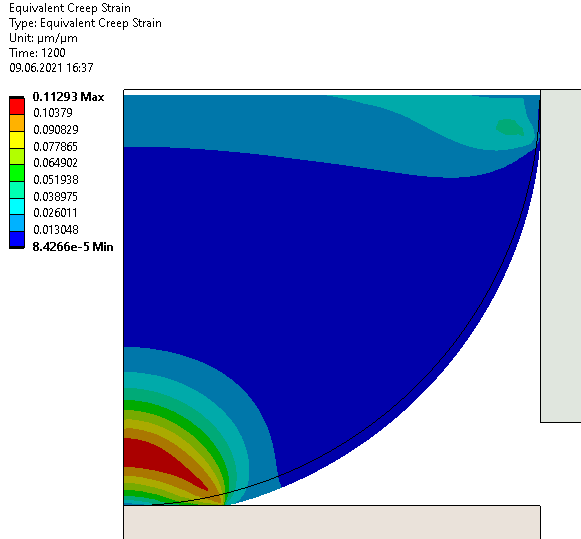 Equivalent Creep Strain
Type: Equivalent Creep Strain
Unit: µm/µm
Time: 1200
09.06.2021 16:37
0.11293 Max
0.10379
0.090829
0.077865
0.064902
0.051938
0.038975
0.026011
0.013048
8.4266e-5 Min